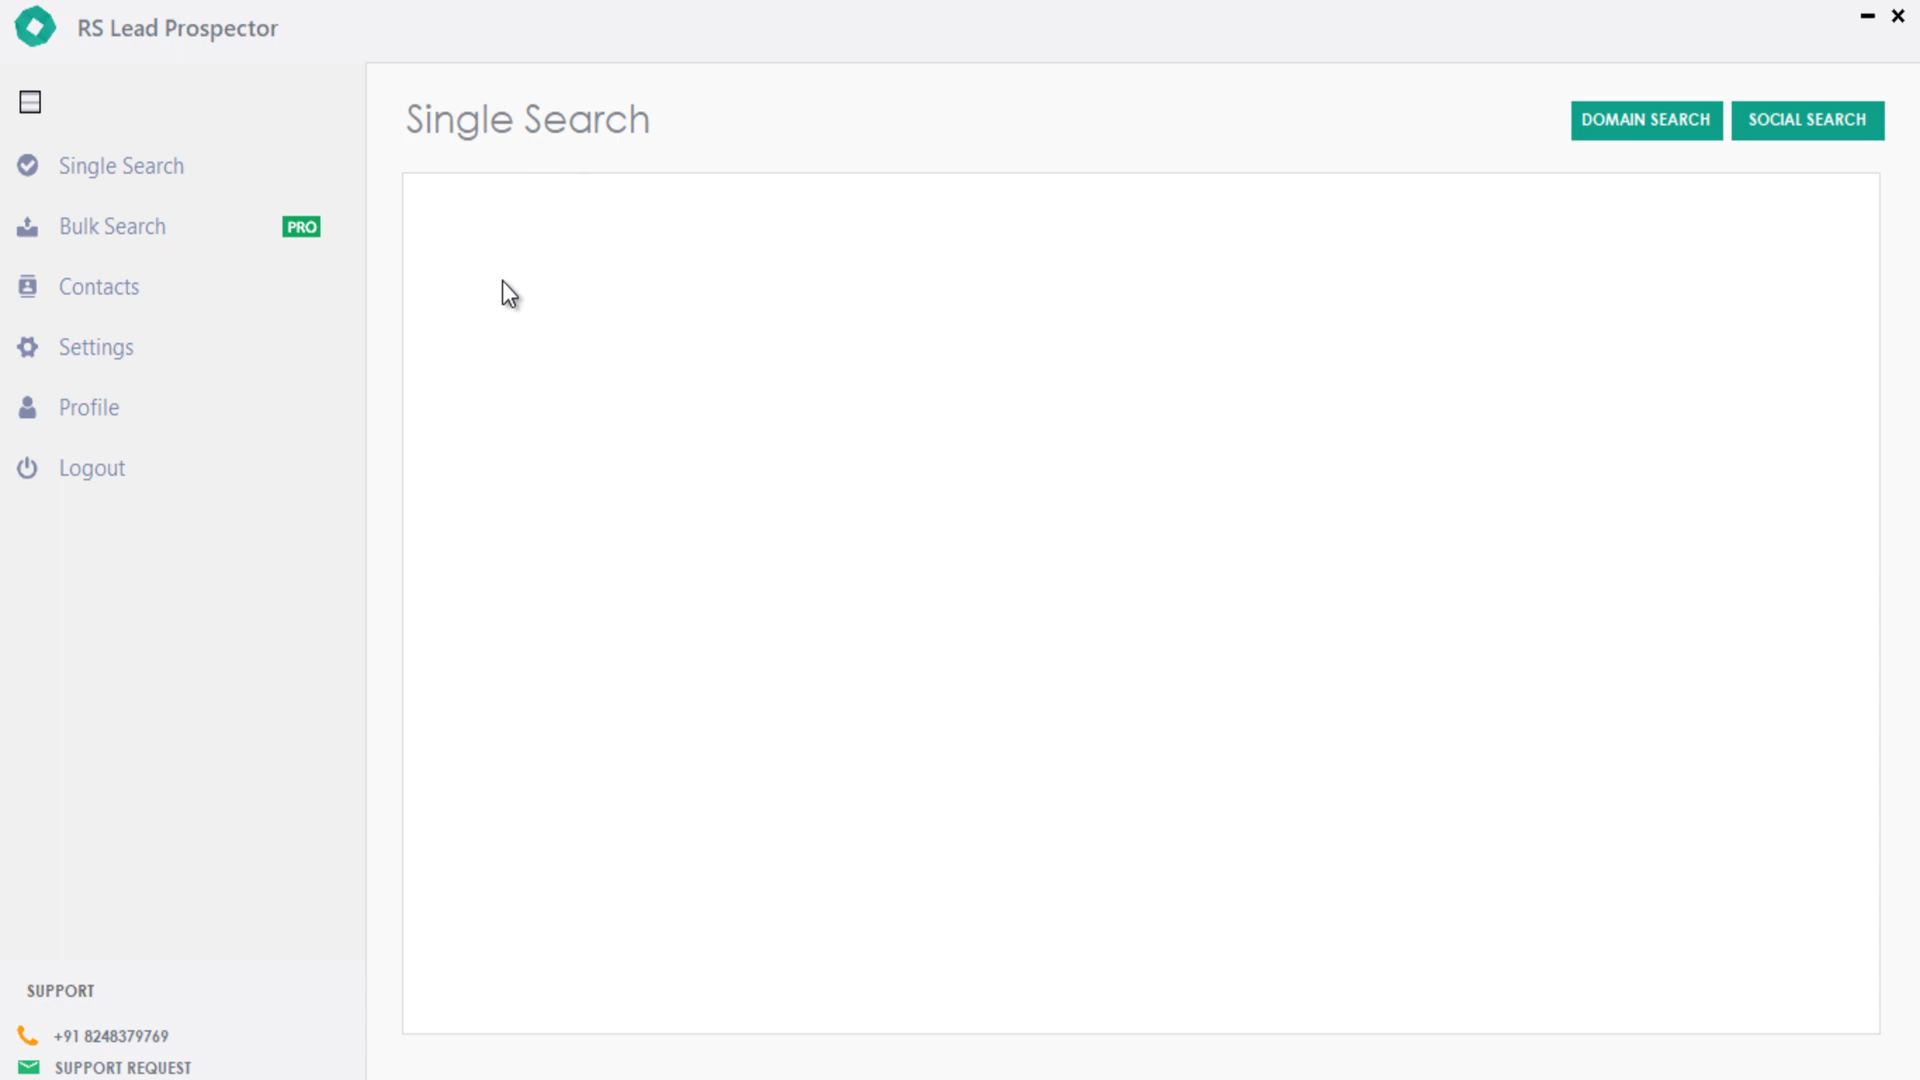 RS Lead Prospector
Single Search
Bulk Search PRO
Contacts
Settings
Profile
Logout
SUPPORT
+91 8248379769
SUPPORT REQUEST
Single Search
DOMAIN SEARCH
SOCIAL SEARCH